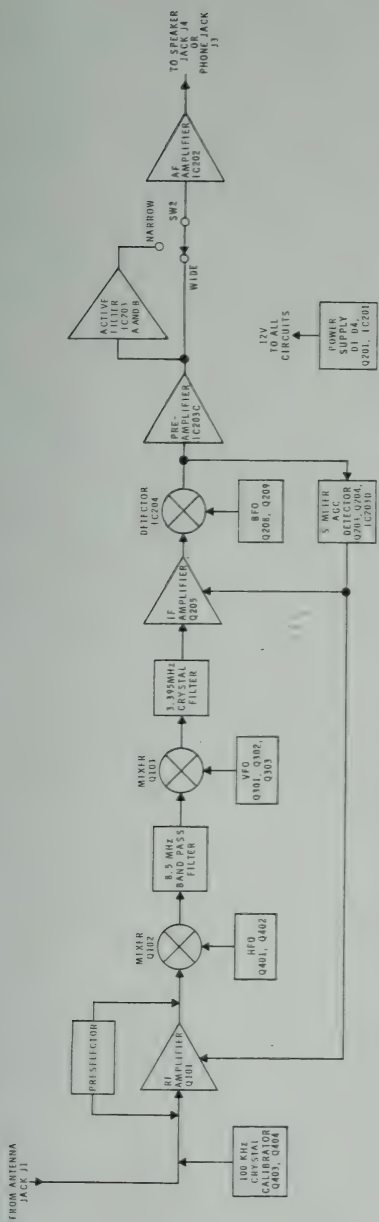 FROM ANTENNA
JACK J1
100 KHz
CRYSTAL
CALIBRATOR
Q403, Q404
PRESELECTOR
RF
AMPLIFIER
Q101
MIXER
Q102
HFO
Q401, Q402
8.5 MHz
BAND PASS
FILTER
MIXER
Q103
VFO
Q301, Q302,
Q303
3.395MHz
CRYSTAL
FILTER
IF
AMPLIFIER
Q205
DETECTOR
IC204
BFO
Q208, Q209
S METER
AGC
DETECTOR
Q203, Q204,
IC203D
PRE-
AMPLIFIER
IC203C
ACTIVE
FILTER
IC203
A AND B
NARROW
WIDE
SW2
AF
AMPLIFIER
IC202
TO SPEAKER
JACK J4
OR
PHONE JACK
J3
12V
TO ALL
CIRCUITS
POWER
SUPPLY
D1 D4,
Q201, IC201